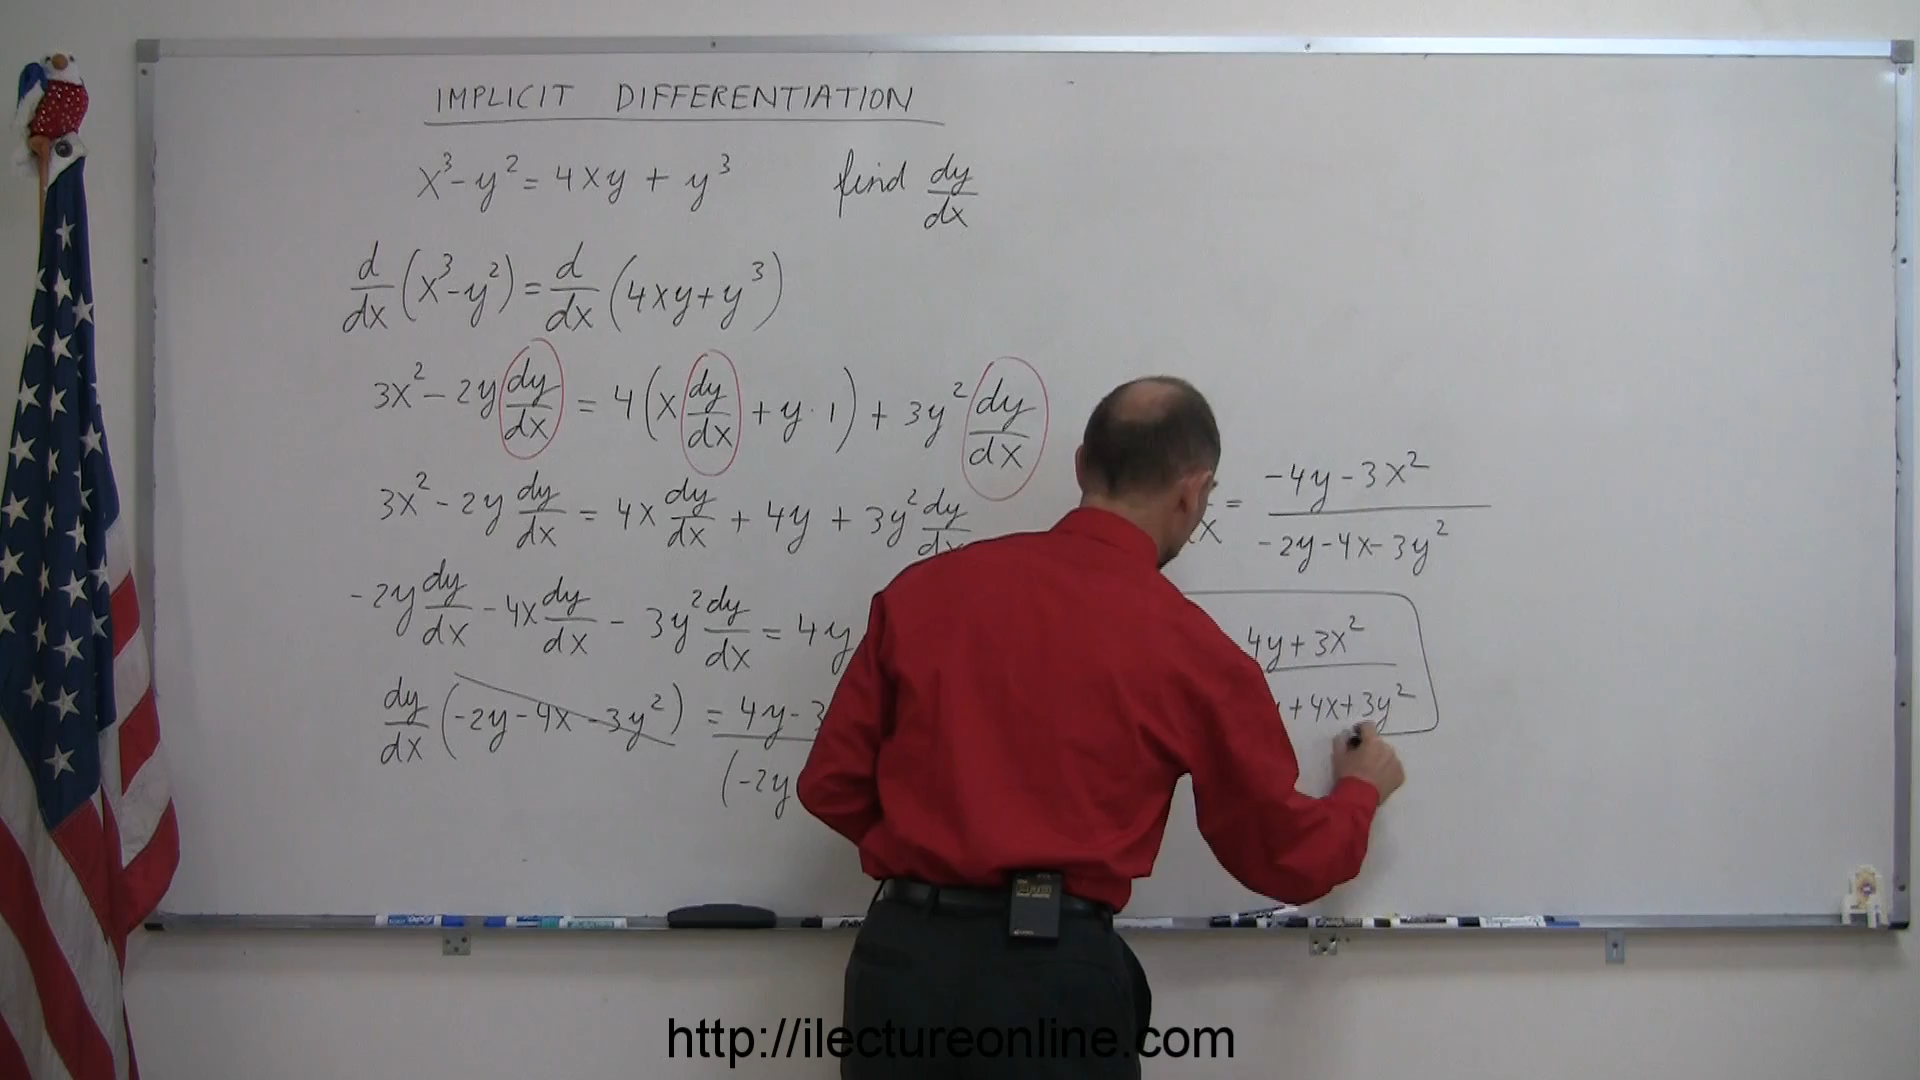 IMPLICIT DIFFERENTIATION
x³ - y² = 4xy + y³ find dy/dx
d/dx (x³ - y²) = d/dx (4xy + y³)
3x² - 2y dy/dx = 4(x dy/dx + y · 1) + 3y² dy/dx
3x² - 2y dy/dx = 4x dy/dx + 4y + 3y² dy/dx
-2y dy/dx - 4x dy/dx - 3y² dy/dx = 4y
dy/dx (-2y - 4x - 3y²) = 4y - 3
(-2y
= -4y - 3x² / -2y - 4x - 3y²
4y + 3x²
+ 4x + 3y²
http://ilectureonline.com